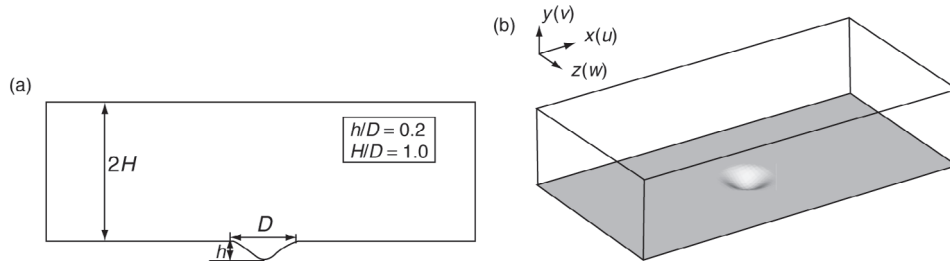 (a)
2H
h/D = 0.2
H/D = 1.0
D
h
(b)
y(v)
x(u)
z(w)